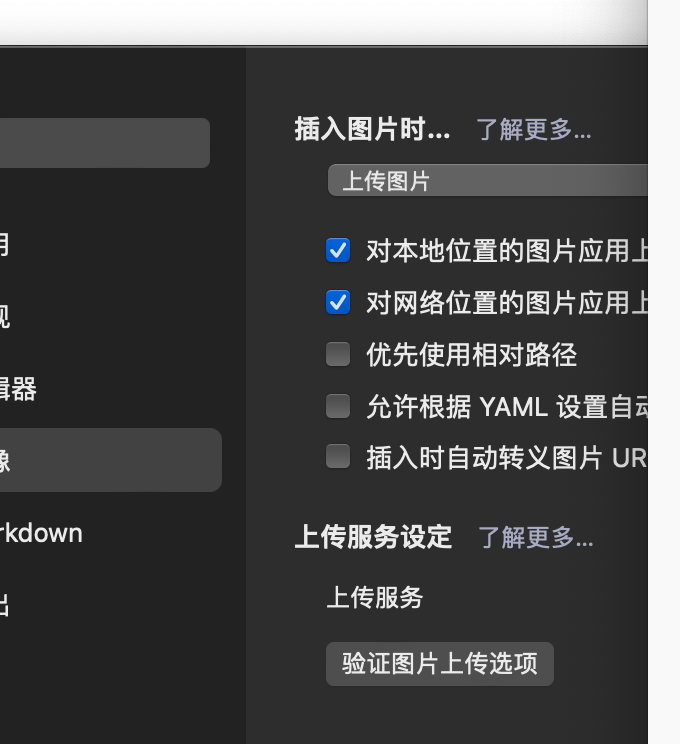 插入图片时... 了解更多...
上传图片
对本地位置的图片应用上
对网络位置的图片应用上
优先使用相对路径
允许根据 YAML 设置自动
插入时自动转义图片 UR
上传服务设定 了解更多...
上传服务
验证图片上传选项
用
观
辑器
像
rkdown
出